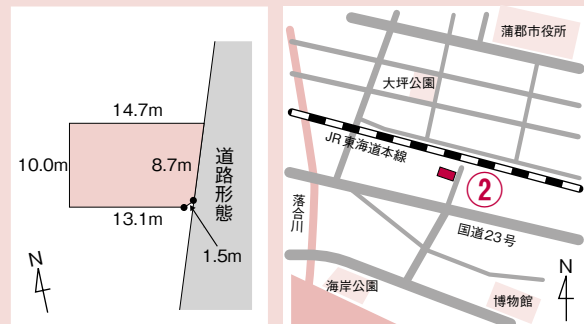 14.7m
10.0m
8.7m
道路形態
13.1m
1.5m
N
蒲郡市役所
大坪公園
JR東海道本線
②
落合川
国道23号
海岸公園
博物館
N